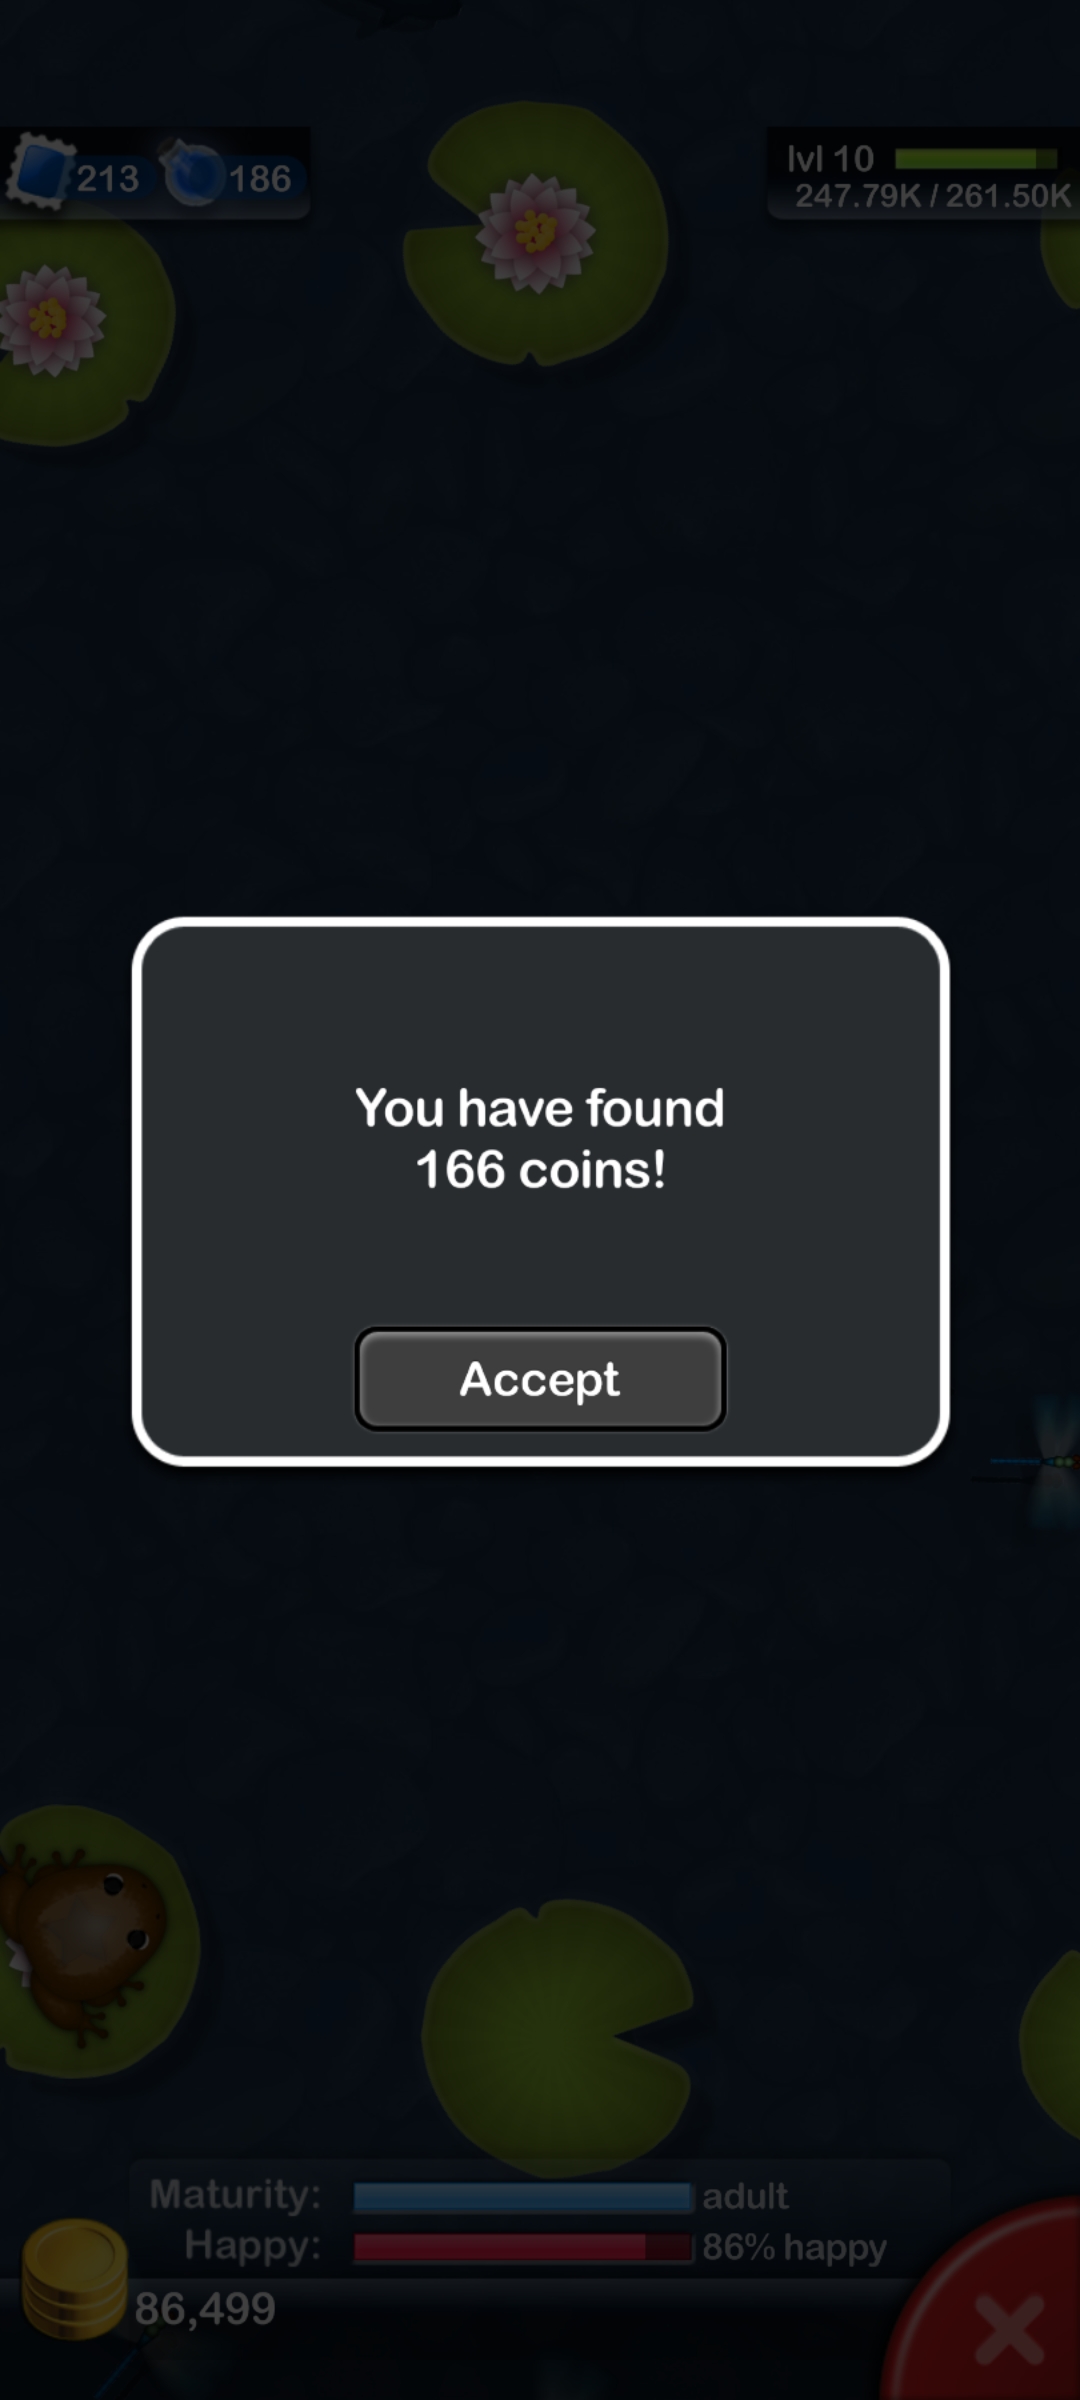 213 186
lvl 10
247.79K / 261.50K
You have found
166 coins!
Accept
Maturity: adult
Happy: 86% happy
86,499